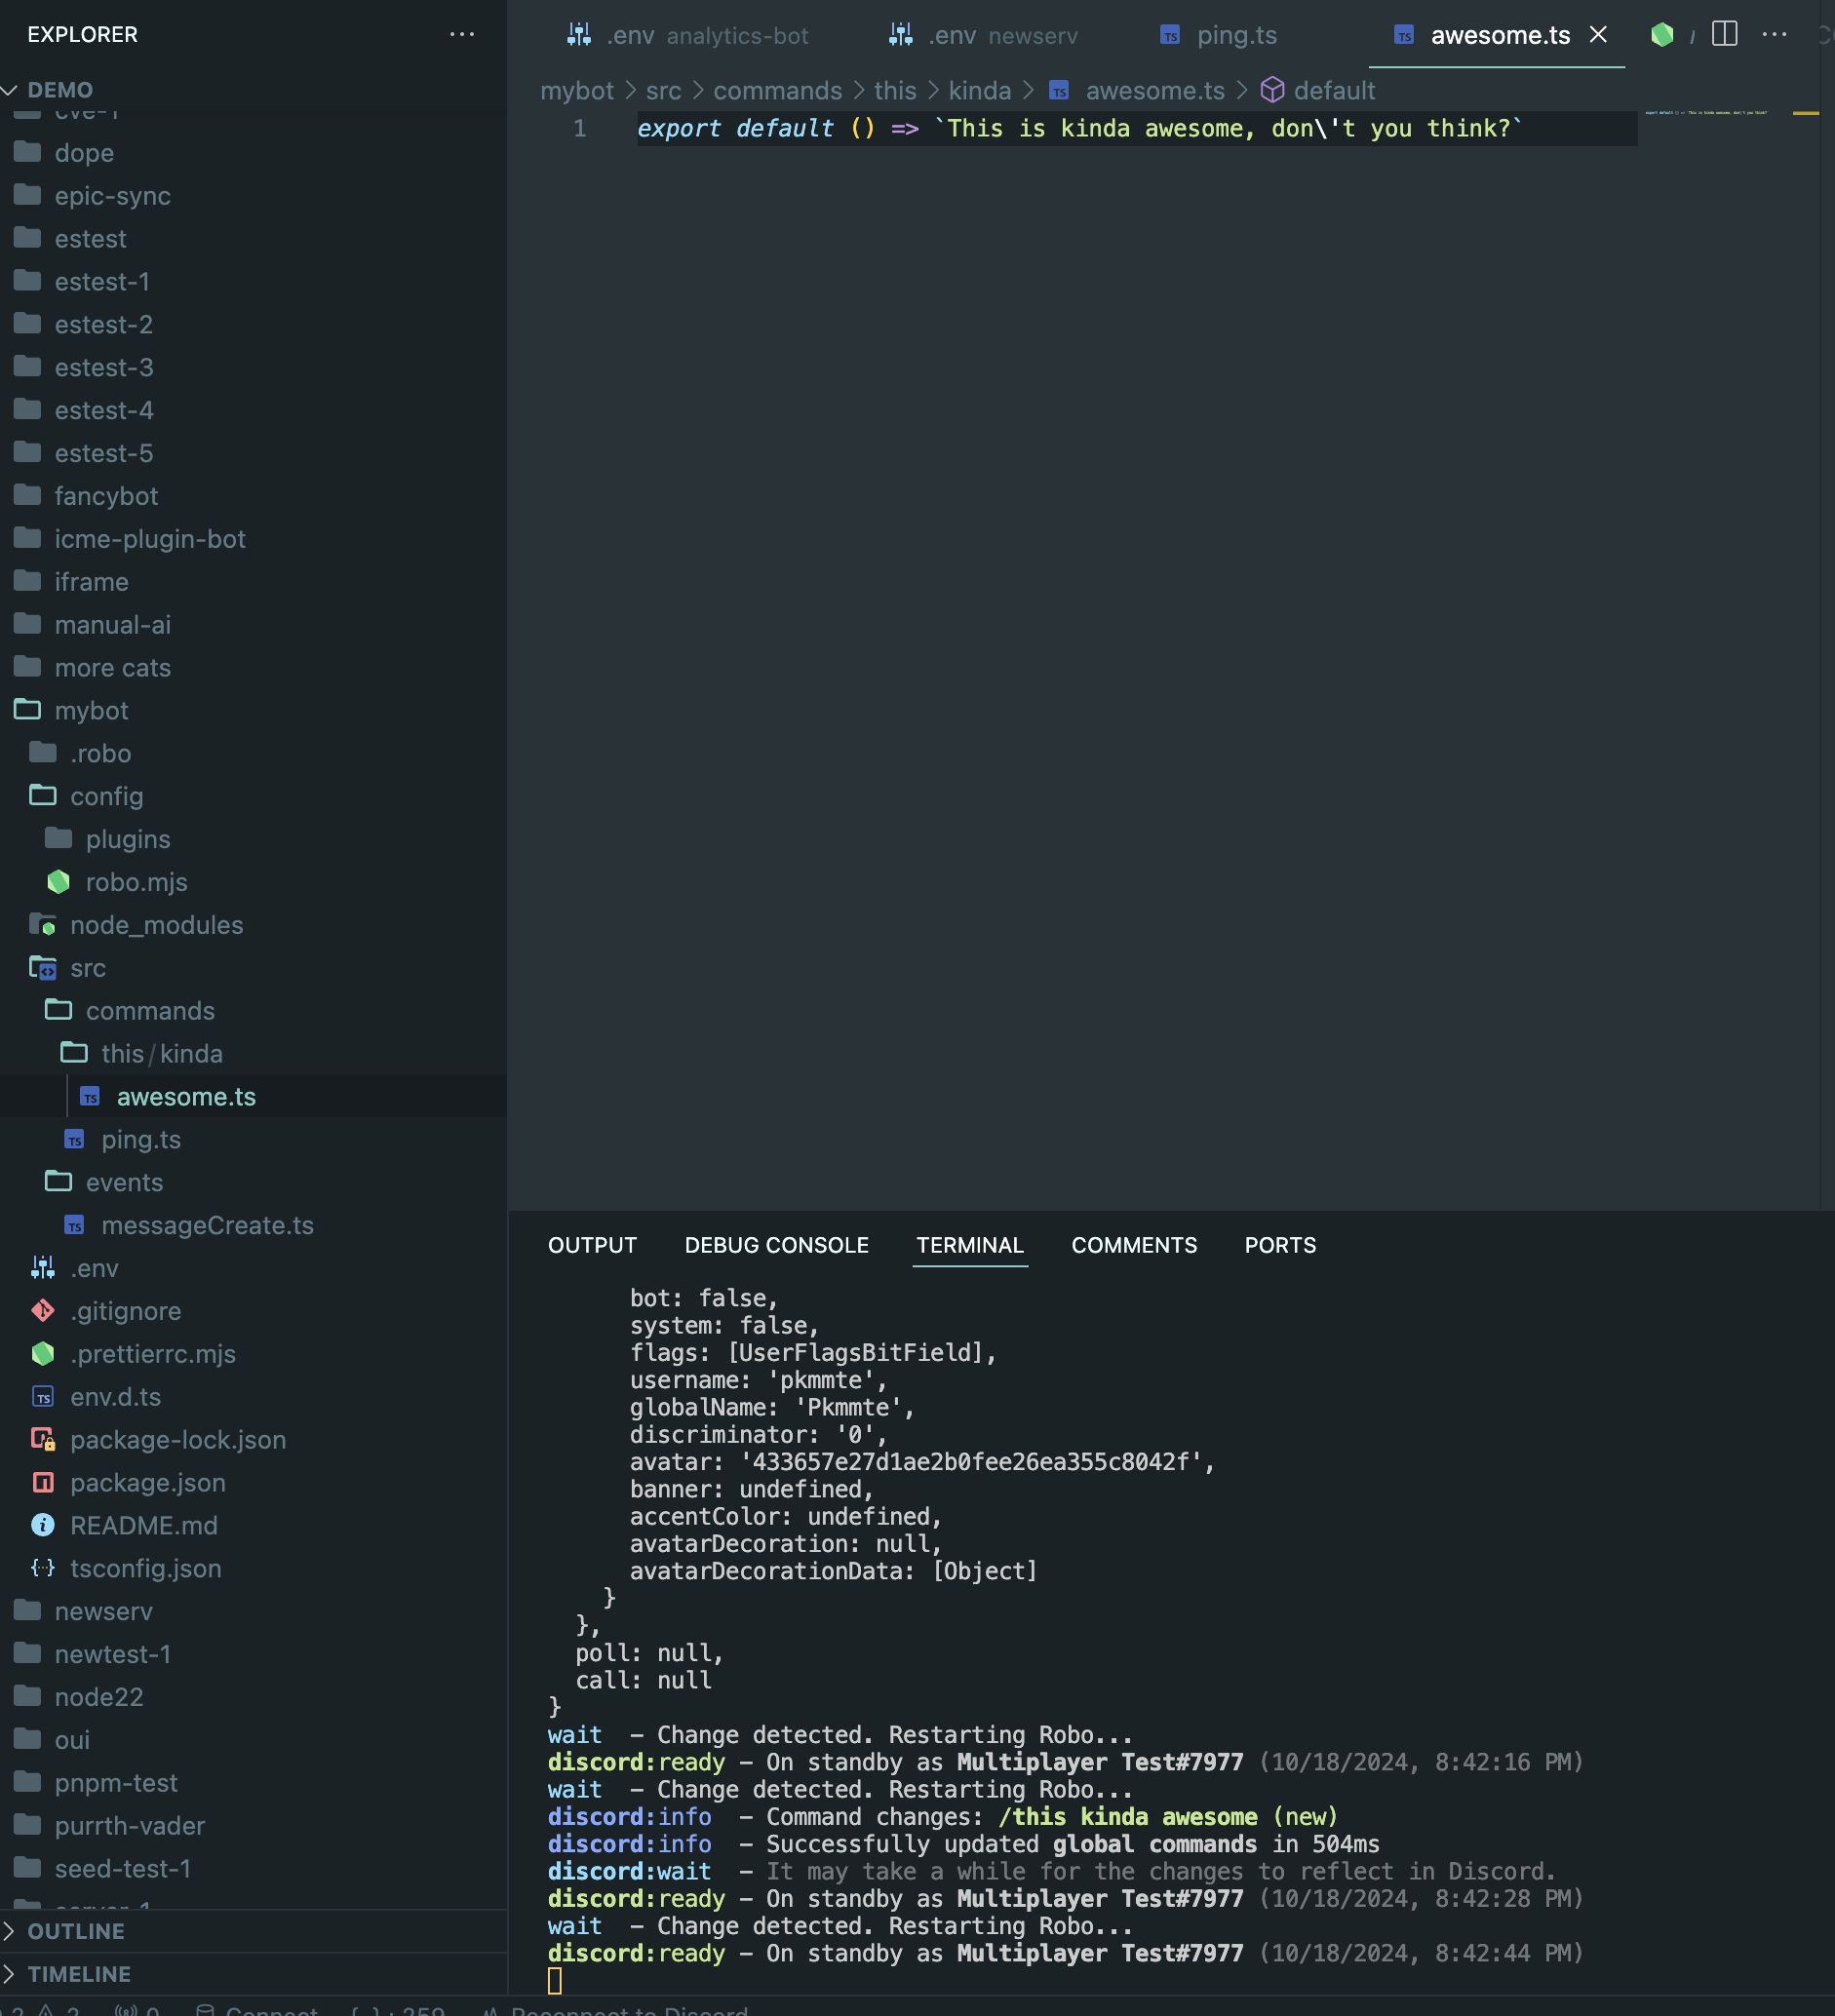 EXPLORER
DEMO
cve-1
dope
epic-sync
estest
estest-1
estest-2
estest-3
estest-4
estest-5
fancybot
icme-plugin-bot
iframe
manual-ai
more cats
mybot
.robo
config
plugins
robo.mjs
node_modules
src
commands
this/kinda
awesome.ts
ping.ts
events
messageCreate.ts
.env
.gitignore
.prettierrc.mjs
env.d.ts
package-lock.json
package.json
README.md
tsconfig.json
newserv
newtest-1
node22
oui
pnpm-test
purrth-vader
seed-test-1
server-1
OUTLINE
TIMELINE
.env analytics-bot .env newserv ping.ts awesome.ts
mybot > src > commands > this > kinda > awesome.ts > default
1 export default () => `This is kinda awesome, don\'t you think?`
OUTPUT DEBUG CONSOLE TERMINAL COMMENTS PORTS
bot: false,
system: false,
flags: [UserFlagsBitField],
username: 'pkmmte',
globalName: 'Pkmmte',
discriminator: '0',
avatar: '433657e27d1ae2b0fee26ea355c8042f',
banner: undefined,
accentColor: undefined,
avatarDecoration: null,
avatarDecorationData: [Object]
}
},
poll: null,
call: null
}
wait – Change detected. Restarting Robo...
discord:ready – On standby as Multiplayer Test#7977 (10/18/2024, 8:42:16 PM)
wait – Change detected. Restarting Robo...
discord:info – Command changes: /this kinda awesome (new)
discord:info – Successfully updated global commands in 504ms
discord:wait – It may take a while for the changes to reflect in Discord.
discord:ready – On standby as Multiplayer Test#7977 (10/18/2024, 8:42:28 PM)
wait – Change detected. Restarting Robo...
discord:ready – On standby as Multiplayer Test#7977 (10/18/2024, 8:42:44 PM)
Connect Reconnect to Discord